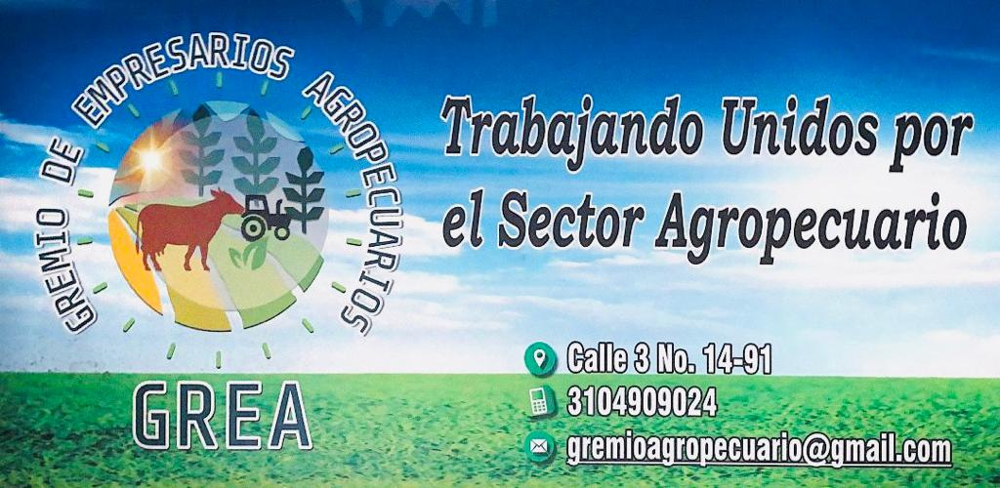 GREMIO DE EMPRESARIOS AGROPECUARIOS
GREA
Trabajando Unidos por
el Sector Agropecuario
Calle 3 No. 14-91
3104909024
gremioagropecuario@gmail.com